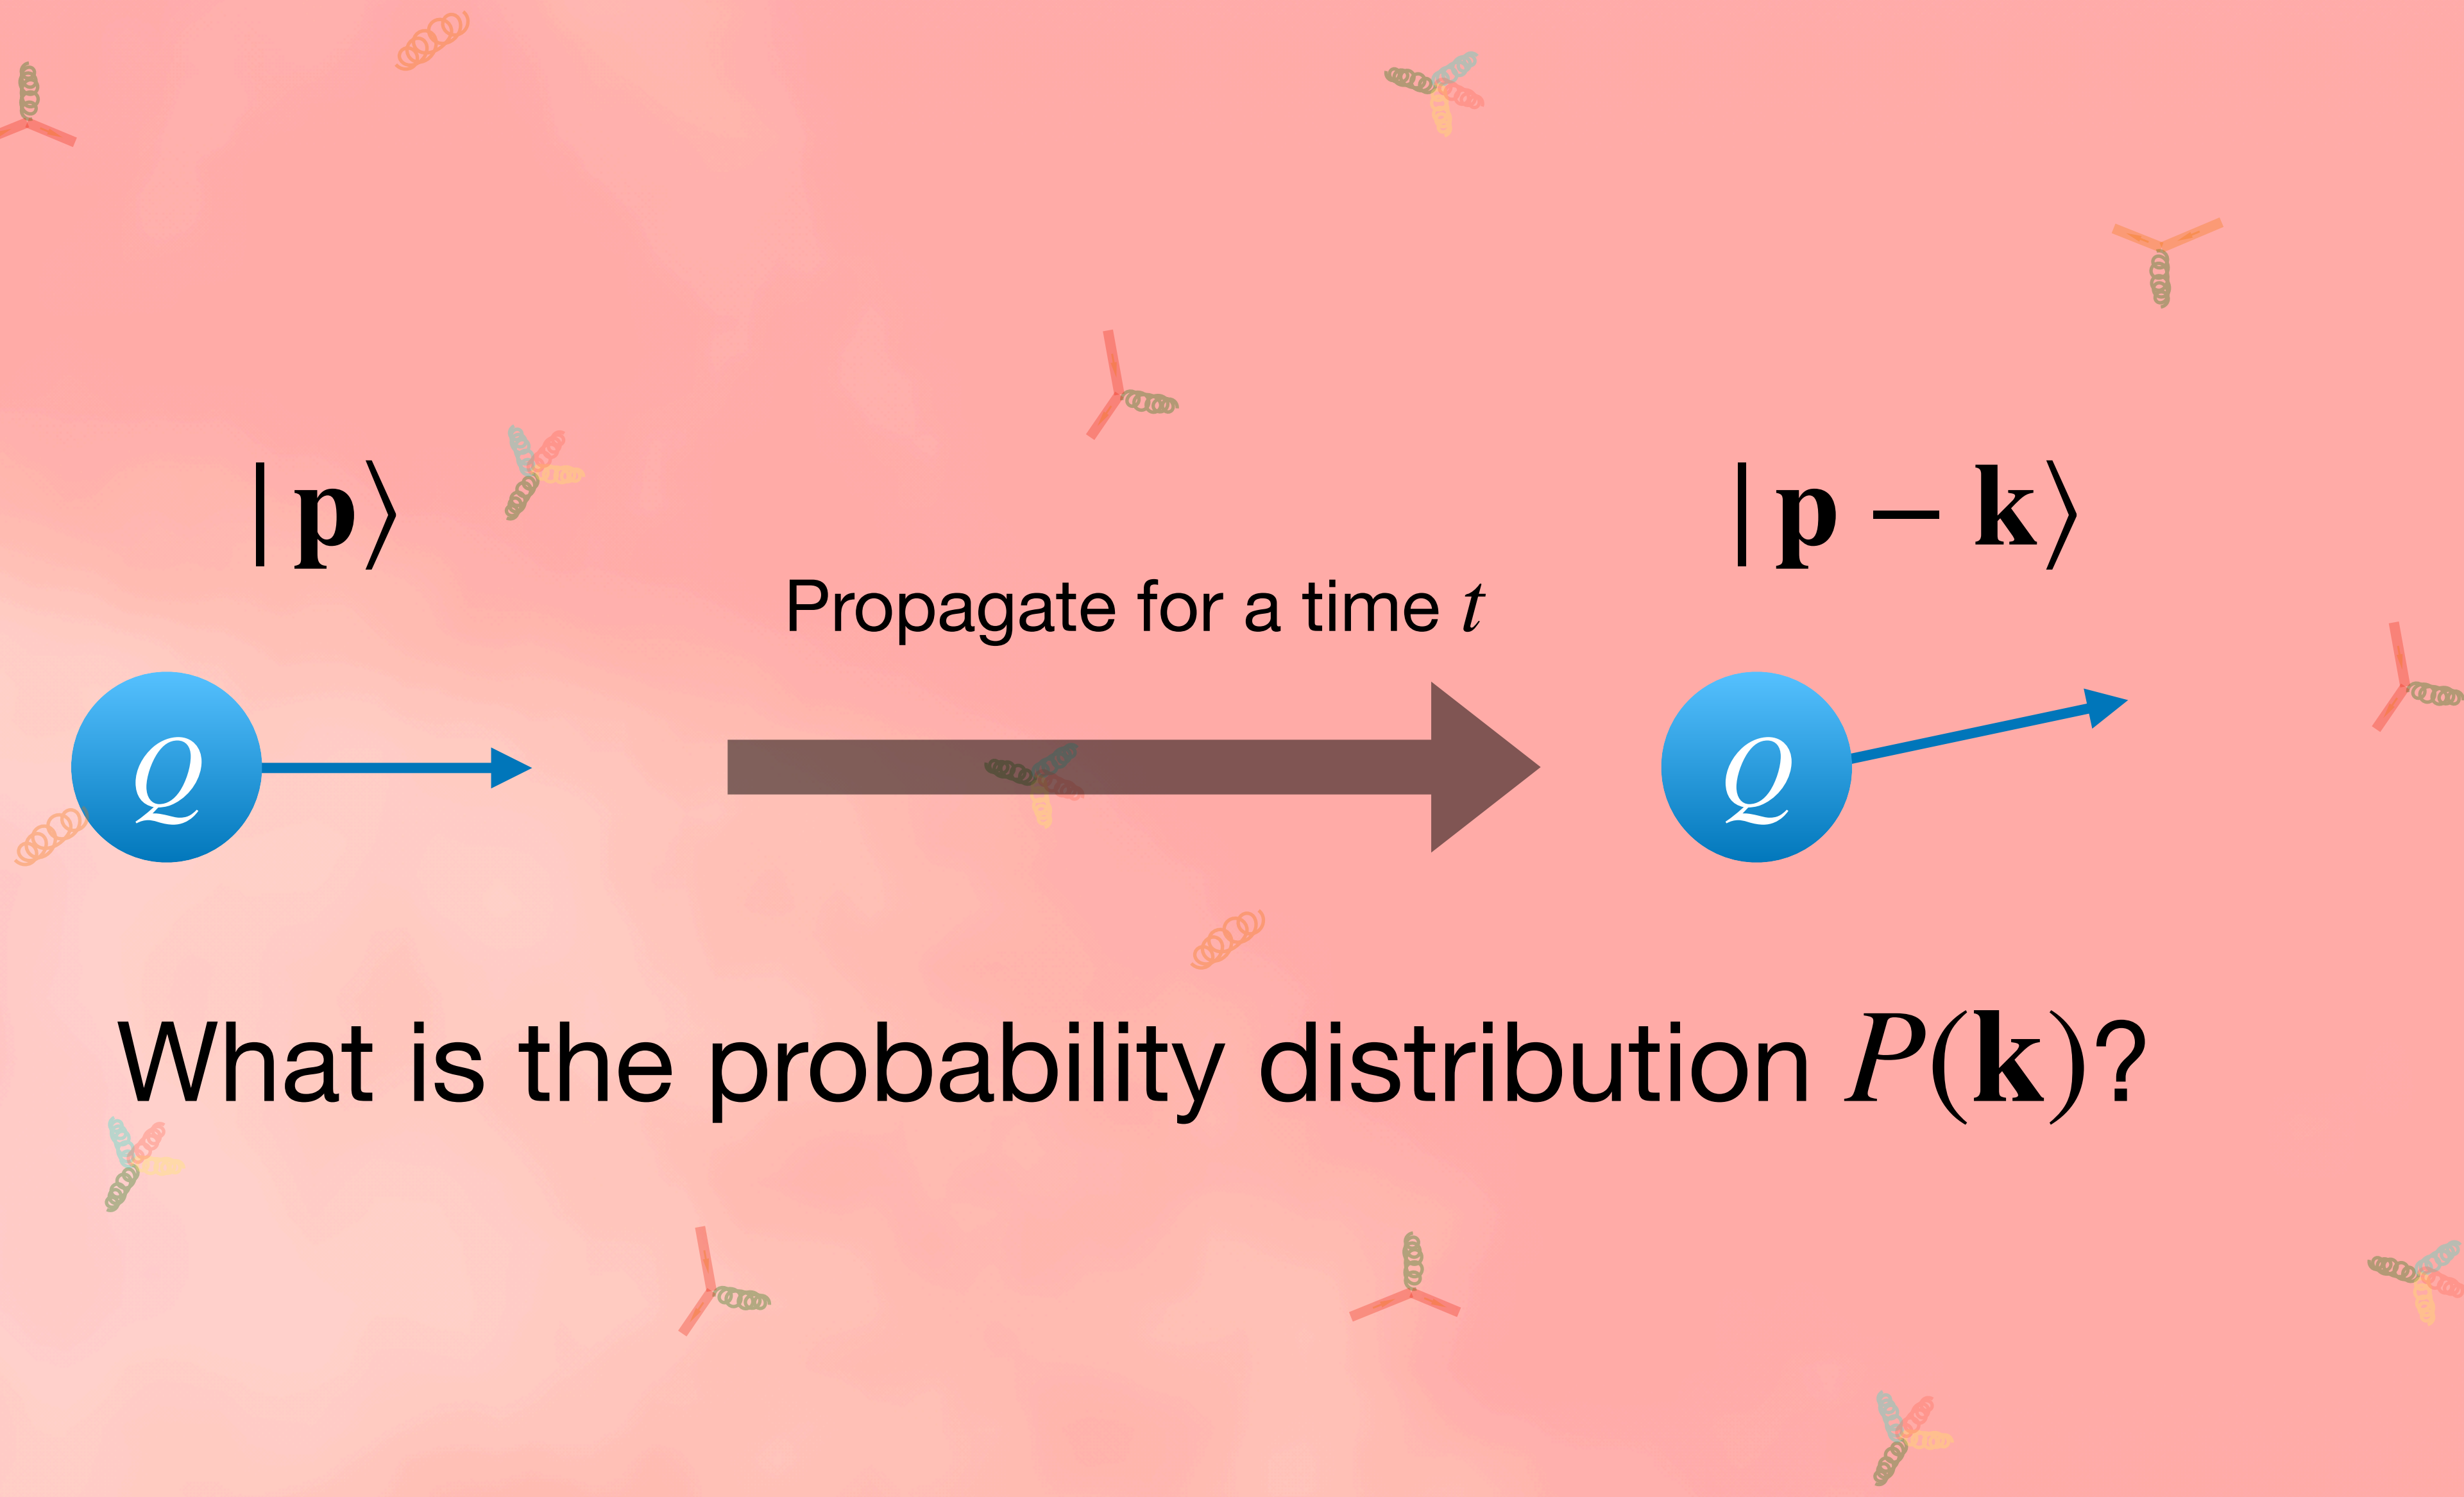 |p⟩
|p − k⟩
Propagate for a time t
Q
Q
What is the probability distribution P(k)?